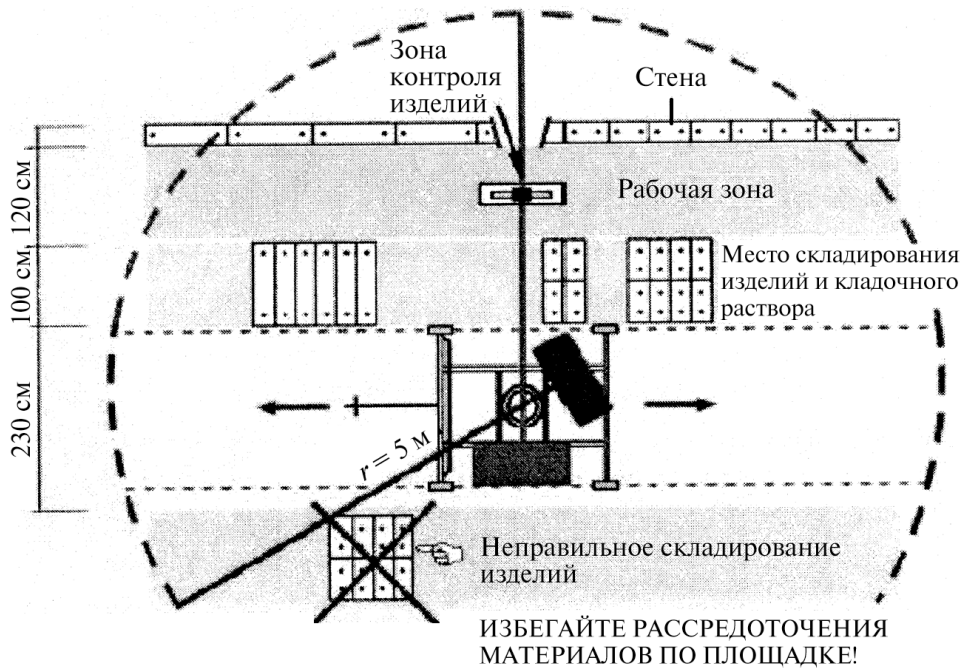 Зона
контроля
изделий
Стена
Рабочая зона
Место складирования
изделий и кладочного
раствора
120 см
100 см,
230 см
r = 5 м
Неправильное складирование
изделий
ИЗБЕГАЙТЕ РАССРЕДОТОЧЕНИЯ
МАТЕРИАЛОВ ПО ПЛОЩАДКЕ!